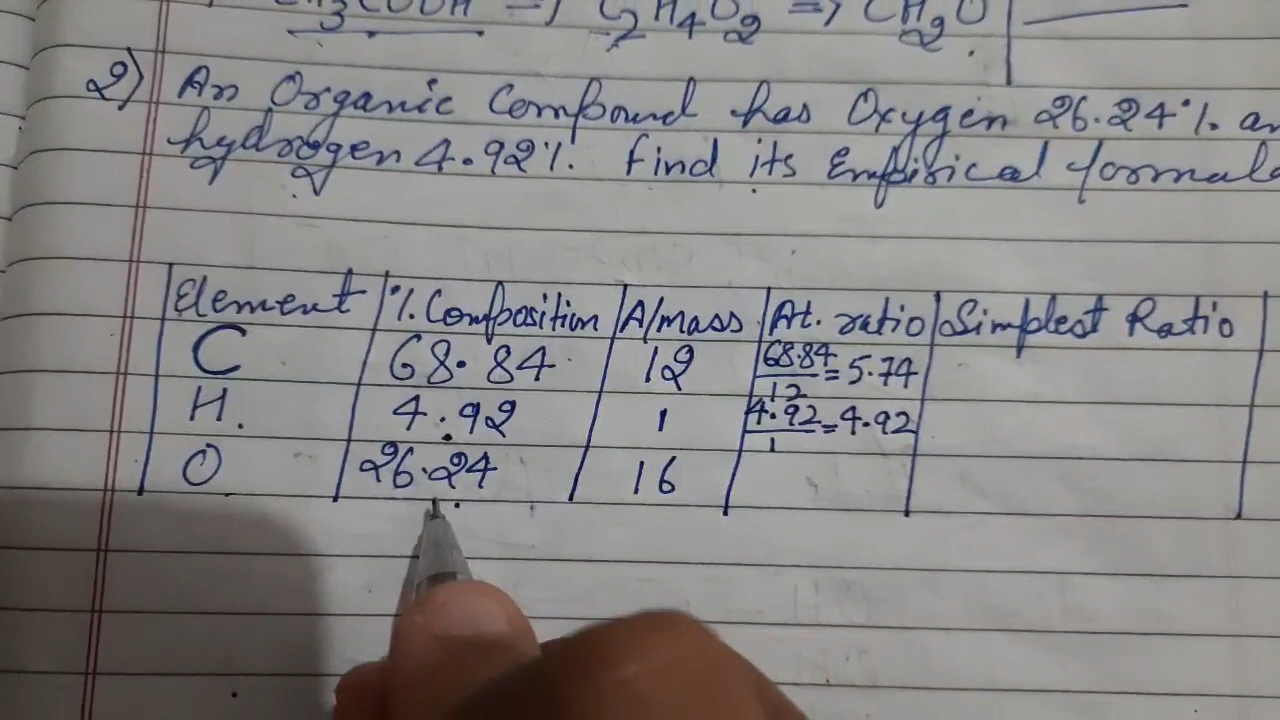 CH3COOH => C2H4O2 => CH2O
2) An Organic Compound has Oxygen 26.24%. an
hydrogen 4.92%. find its Empirical formula
Element %.Composition A/mass At. ratio Simplest Ratio
C 68.84 12 68.84/12 = 5.74
H. 4.92 1 4.92/1 = 4.92
O 26.24 16